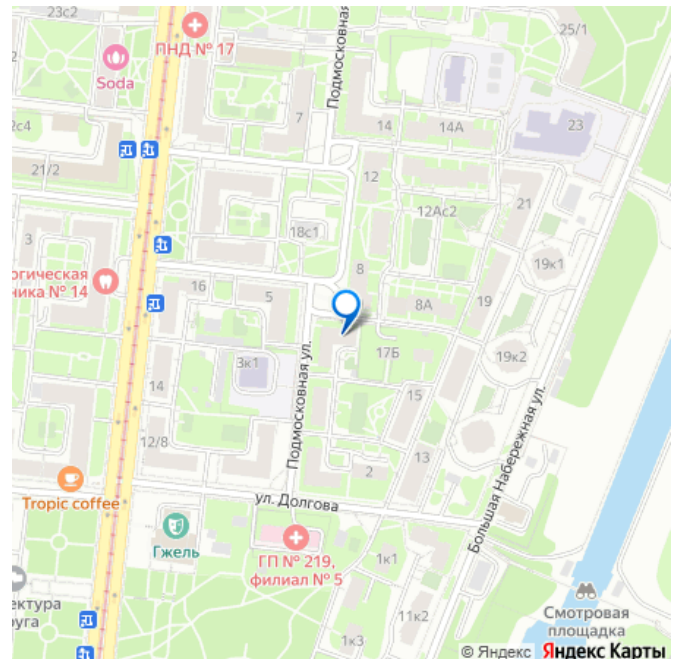 23с2
ПНД № 17
Подмосковная
25/1
Soda
7
14
14А
23
2с4
21/2
12
21
12Ас2
3
18с1
19к1
огическая
ника № 14
16
5
8
8А
19
3к1
Подмосковная ул.
17Б
19к2
14
15
Большая Набережная ул.
12/8
2
13
Tropic coffee
ул. Долгова
Гжель
ГП № 219,
филиал № 5
1к1
ектура
руга
11к2
1к3
Смотровая
площадка
© Яндекс Яндекс Карты